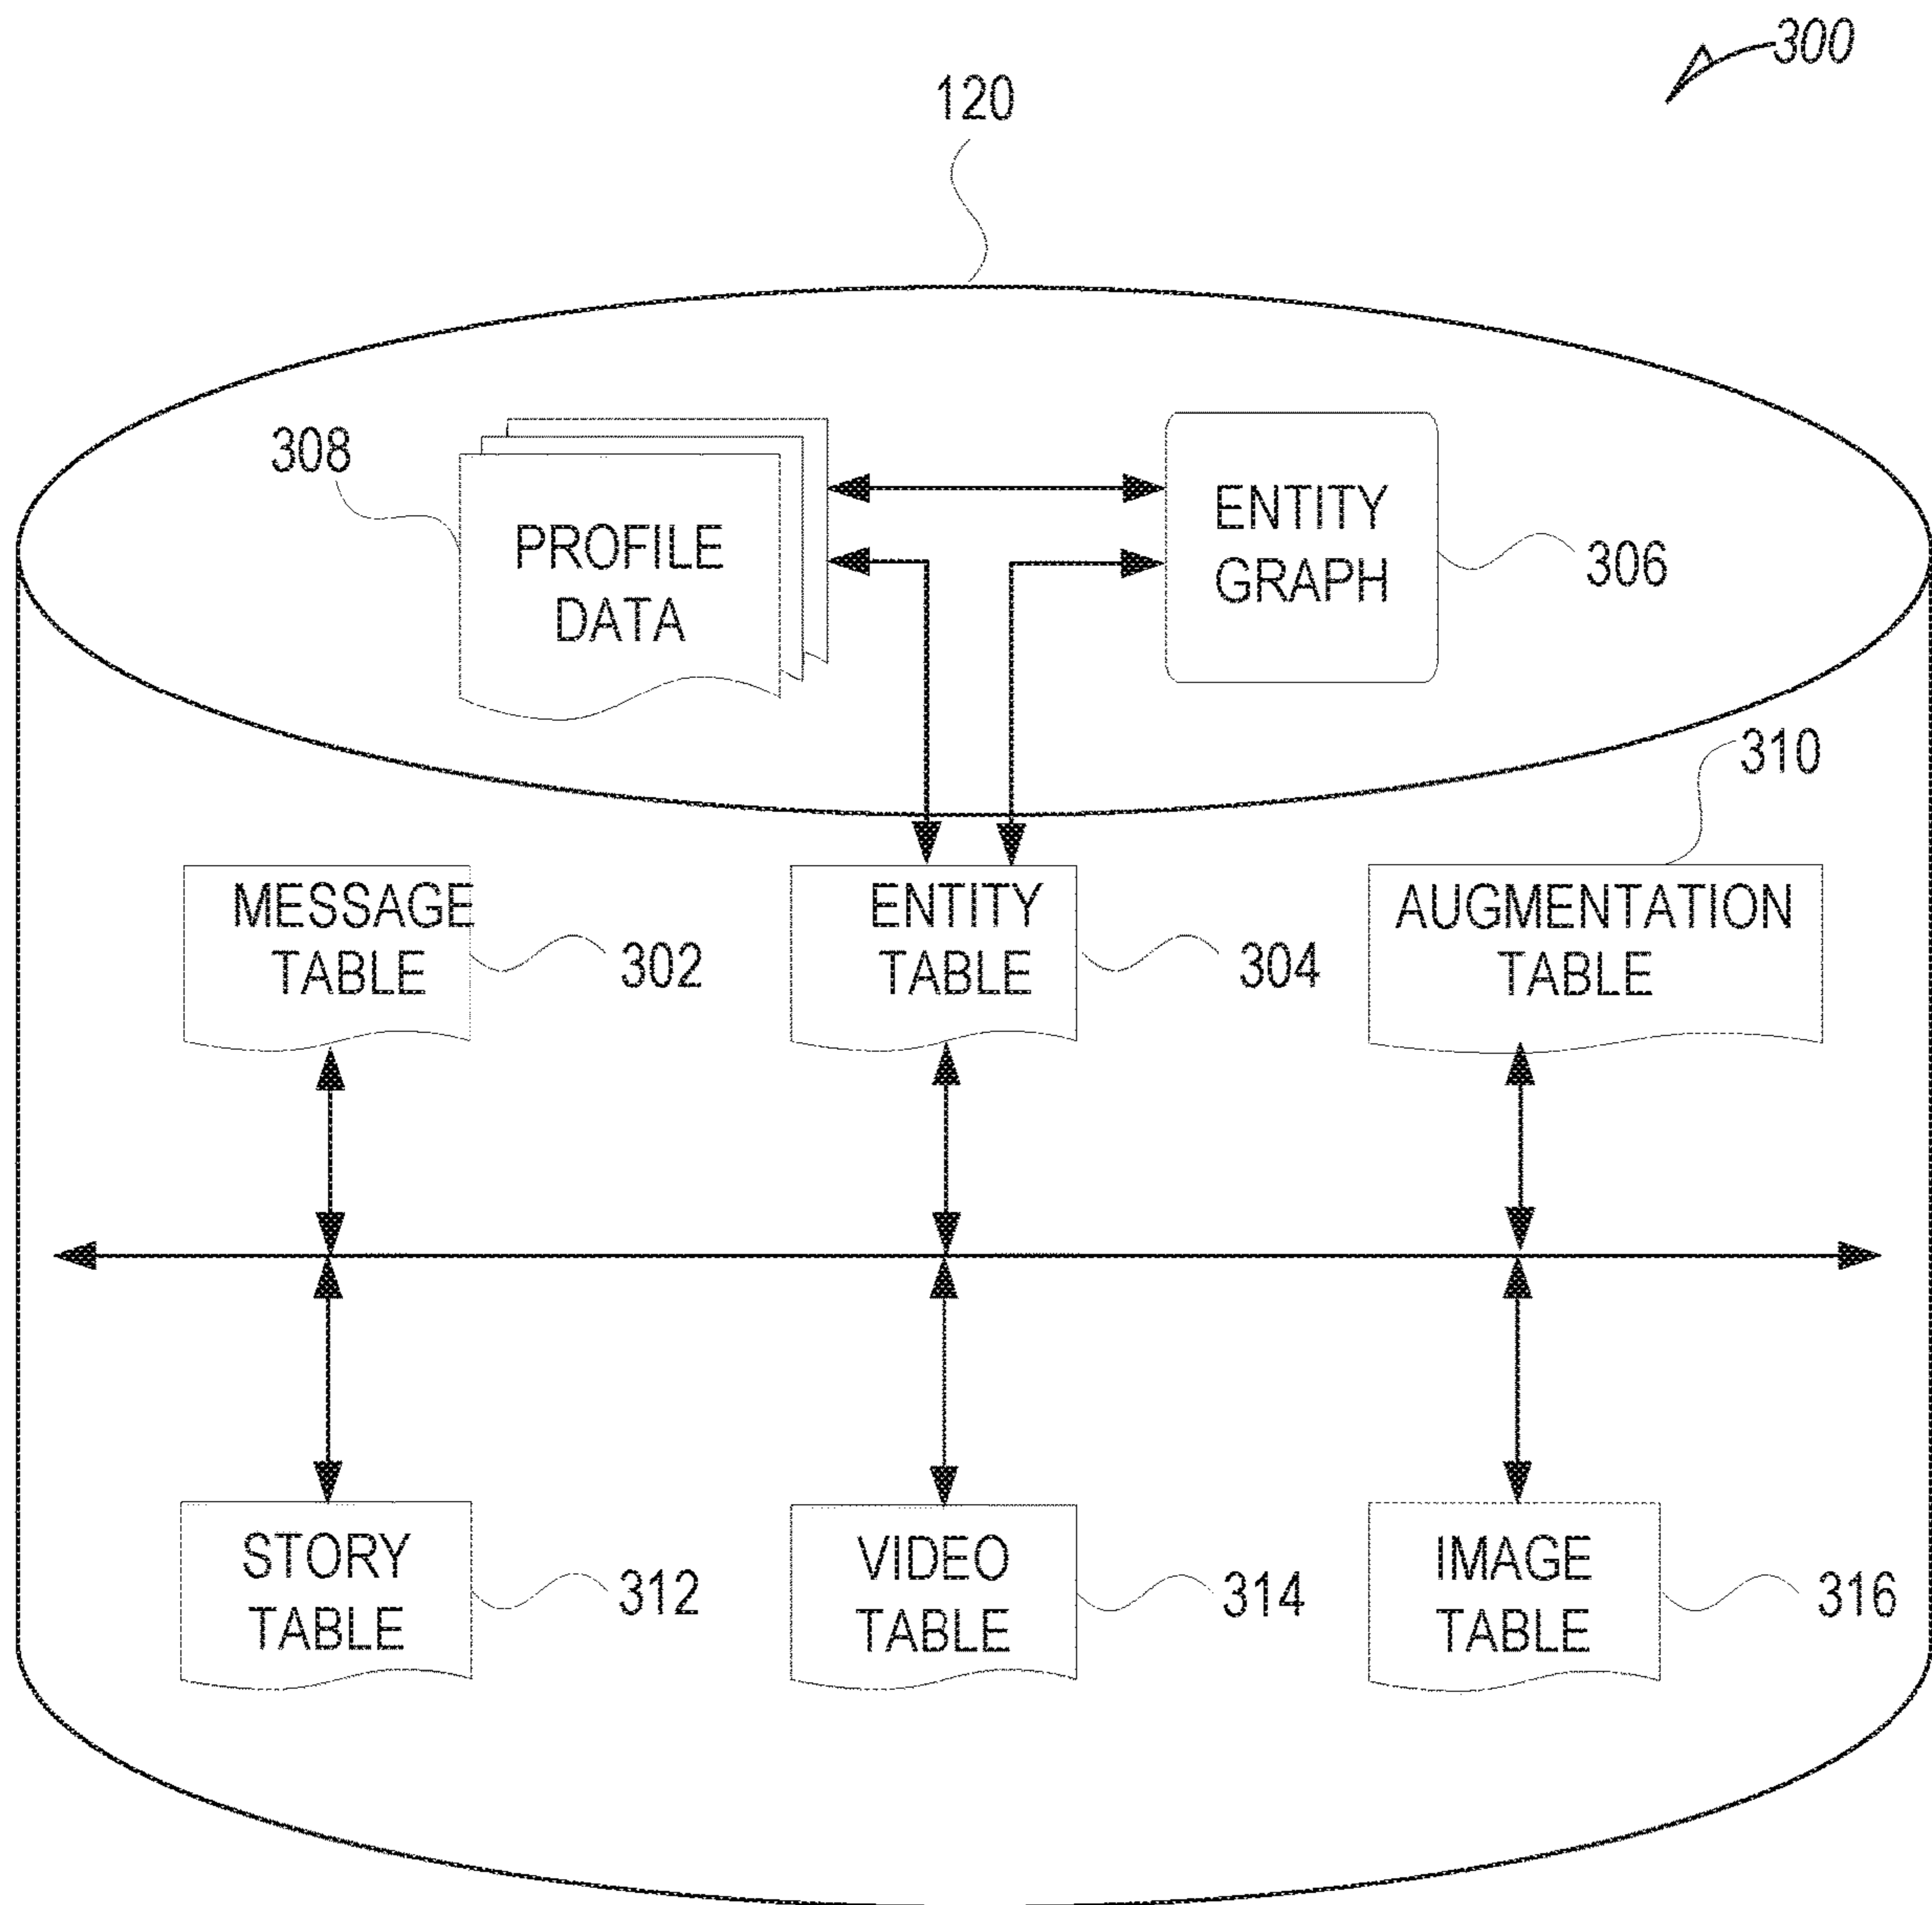 300
120
308
PROFILE
DATA
ENTITY
GRAPH
306
310
MESSAGE
TABLE
302
ENTITY
TABLE
304
AUGMENTATION
TABLE
STORY
TABLE
312
VIDEO
TABLE
314
IMAGE
TABLE
316